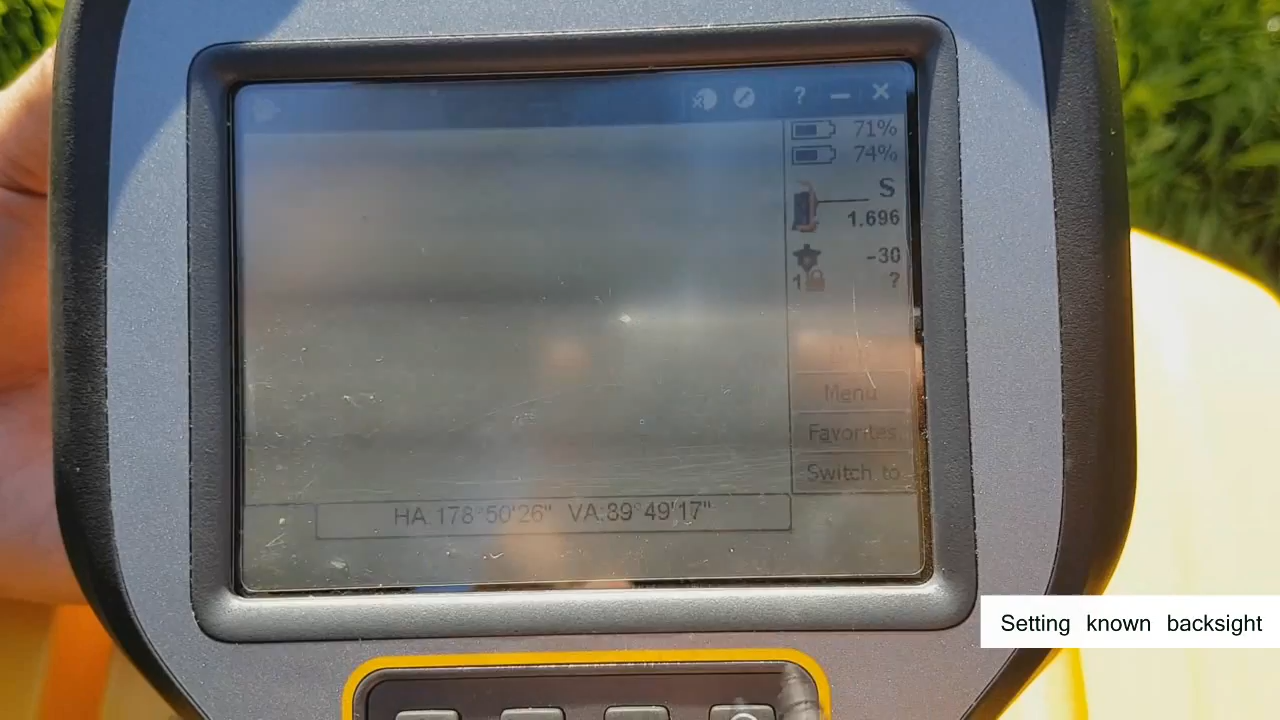 ?
71%
74%
S
1.696
-30
1 ?
Menu
Favorites
Switch to
HA:178°50'26" VA:89°49'17"
Setting known backsight